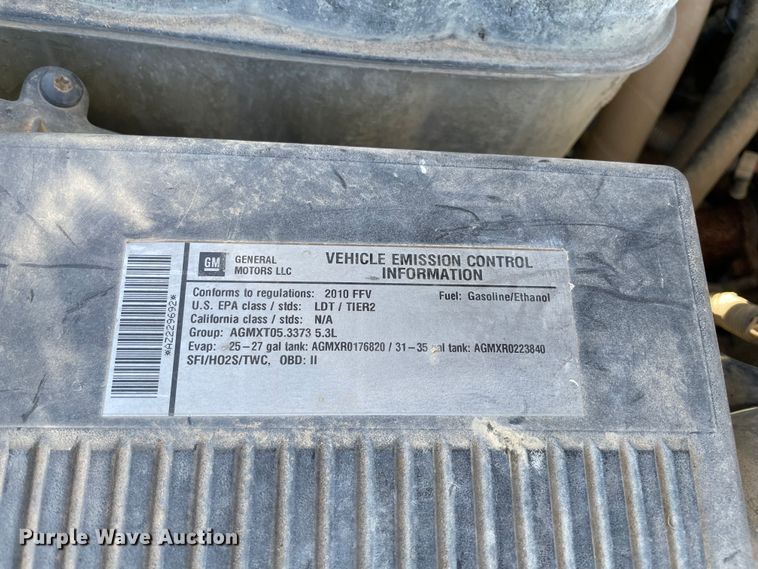 GM
GENERAL MOTORS LLC
VEHICLE EMISSION CONTROL INFORMATION
Conforms to regulations: 2010 FFV Fuel: Gasoline/Ethanol
U.S. EPA class / stds: LDT / TIER2
California class / stds: N/A
Group: AGMXT05.3373 5.3L
Evap: 25-27 gal tank: AGMXR0176820 / 31-35 gal tank: AGMXR0223840
SFI/HO2S/TWC, OBD: II
*AZ229692*
Purple Wave Auction